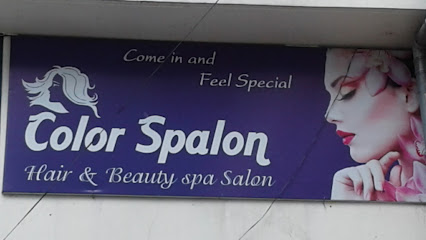 Come in and
Feel Special
Color Spalon
Hair & Beauty spa Salon